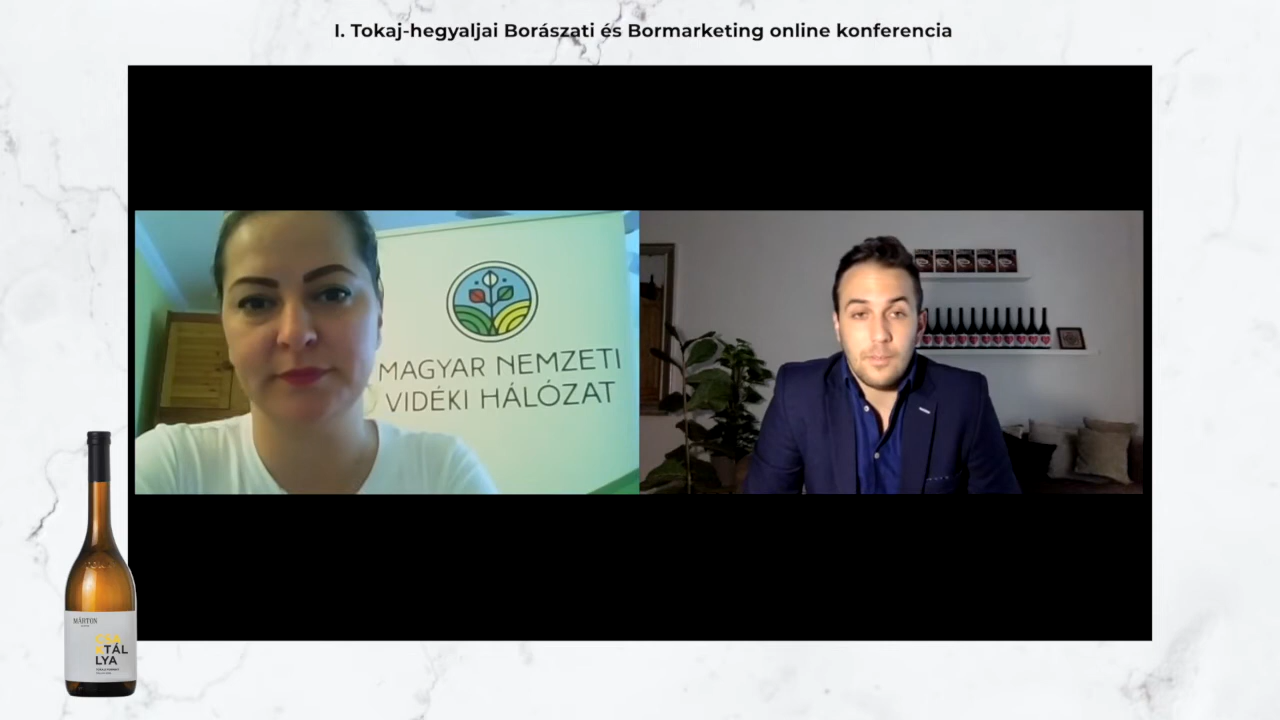 I. Tokaj-hegyaljai Borászati és Bormarketing online konferencia
MAGYAR NEMZETI
VIDÉKI HÁLÓZAT
MÁRTON
TÁL
LYA